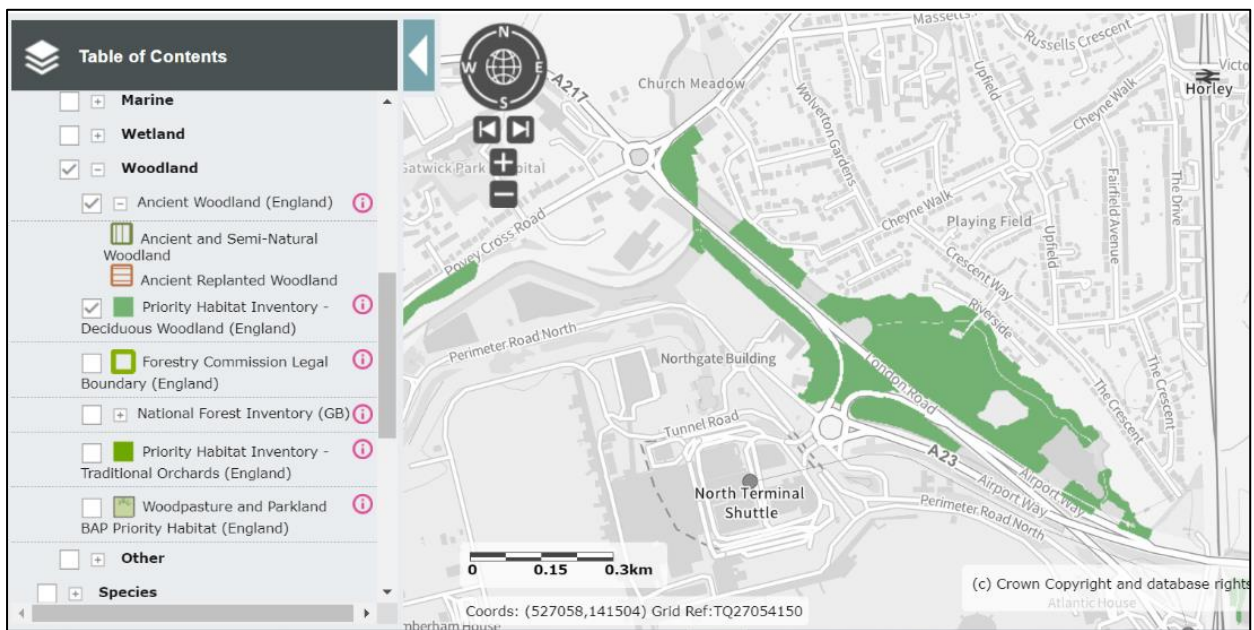 Table of Contents
Marine
Wetland
Woodland
Ancient Woodland (England)
Ancient and Semi-Natural
Woodland
Ancient Replanted Woodland
Priority Habitat Inventory -
Deciduous Woodland (England)
Forestry Commission Legal
Boundary (England)
National Forest Inventory (GB)
Priority Habitat Inventory -
Traditional Orchards (England)
Woodpasture and Parkland
BAP Priority Habitat (England)
Other
Species
N
W
E
S
A217
Church Meadow
Massetts
Russells Crescent
Upfield
Cheyne Walk
Horley
Wolverton Gardens
Povey Cross Road
Cheyne Walk
Playing Field
Upfield
Fairfield Avenue
The Drive
Crescent Way
Riverside
Perimeter Road North
Northgate Building
London Road
The Crescent
The Crescent
Tunnel Road
A23
Airport Way
Airport Way
North Terminal
Shuttle
Perimeter Road North
0 0.15 0.3km
(c) Crown Copyright and database rights
Atlantic House
Coords: (527058,141504) Grid Ref:TQ27054150